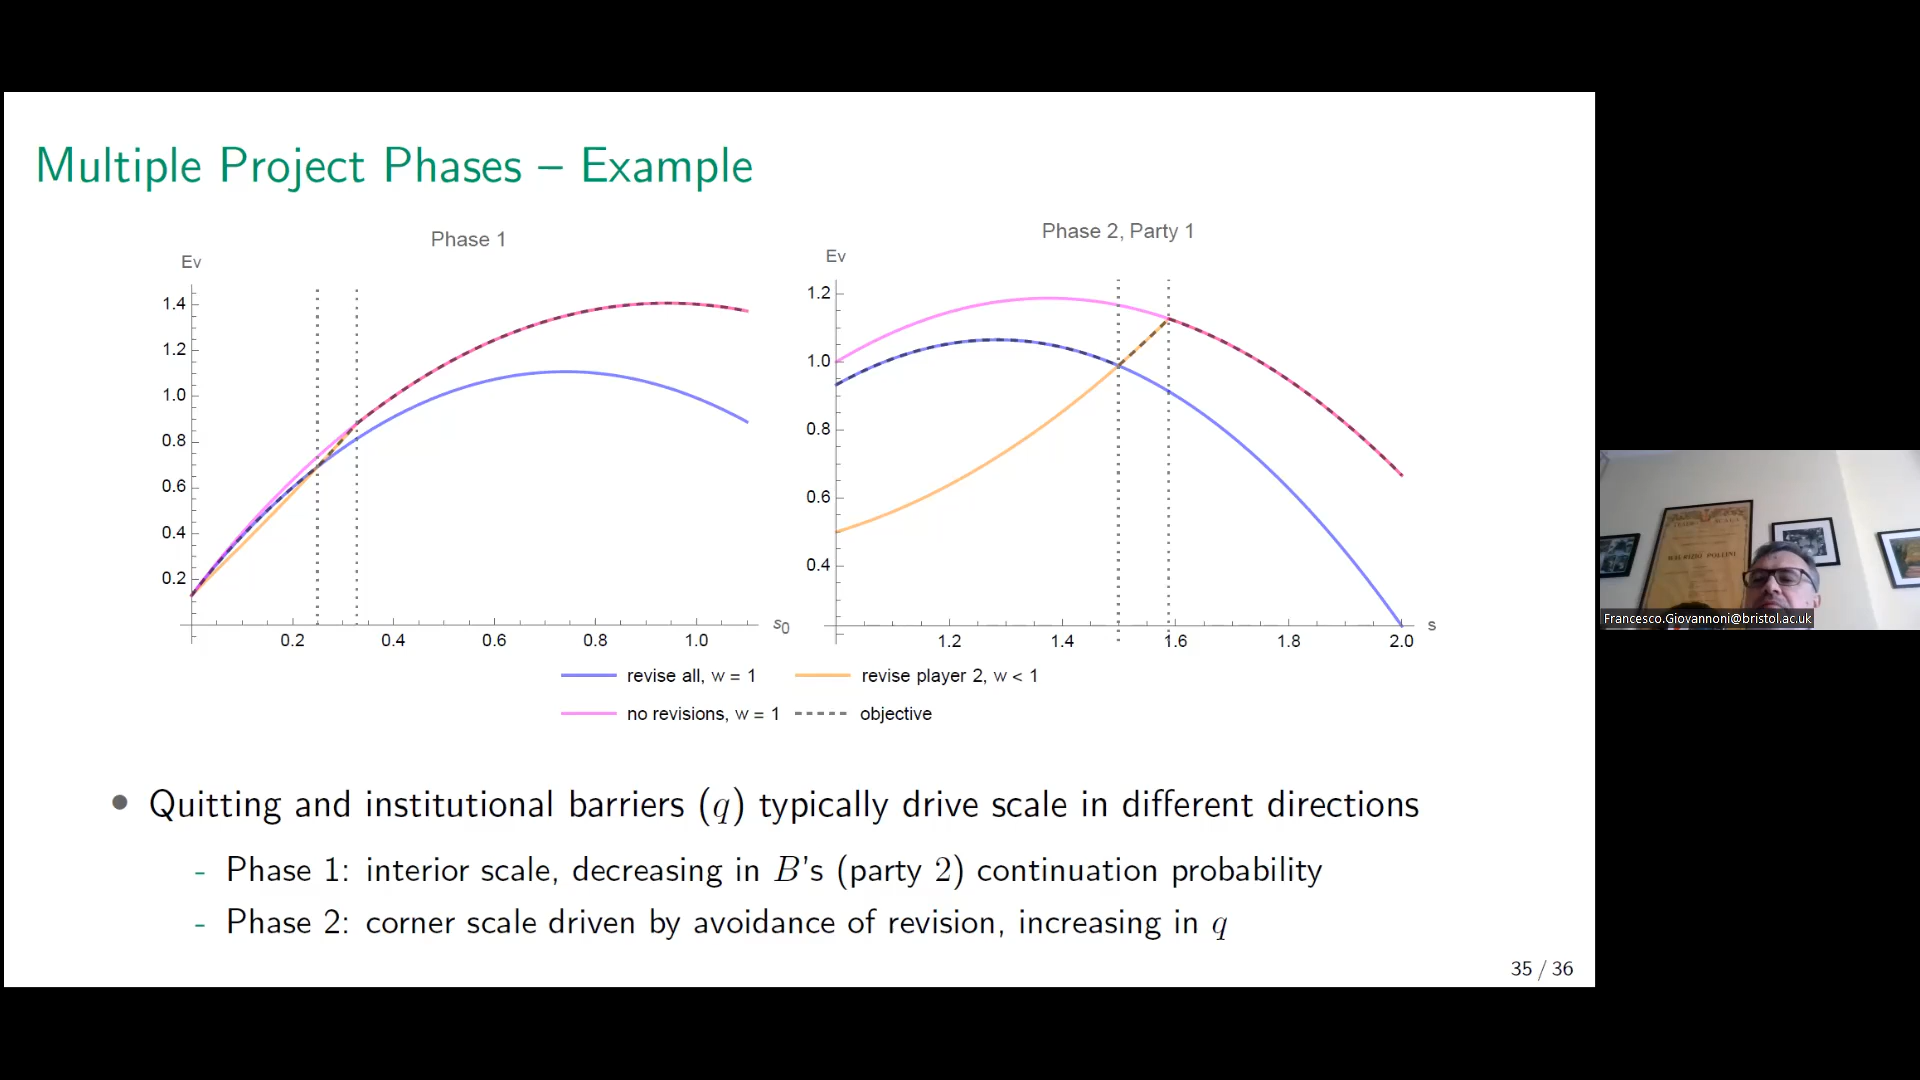 Multiple Project Phases – Example
Phase 1
Ev
1.4
1.2
1.0
0.8
0.6
0.4
0.2
0.2 0.4 0.6 0.8 1.0
s0
Phase 2, Party 1
Ev
1.2
1.0
0.8
0.6
0.4
1.2 1.4 1.6 1.8 2.0
s
revise all, w = 1
revise player 2, w < 1
no revisions, w = 1
objective
• Quitting and institutional barriers (q) typically drive scale in different directions
- Phase 1: interior scale, decreasing in B's (party 2) continuation probability
- Phase 2: corner scale driven by avoidance of revision, increasing in q
35 / 36
MAURIZIO POLLINI
Francesco.Giovannoni@bristol.ac.uk